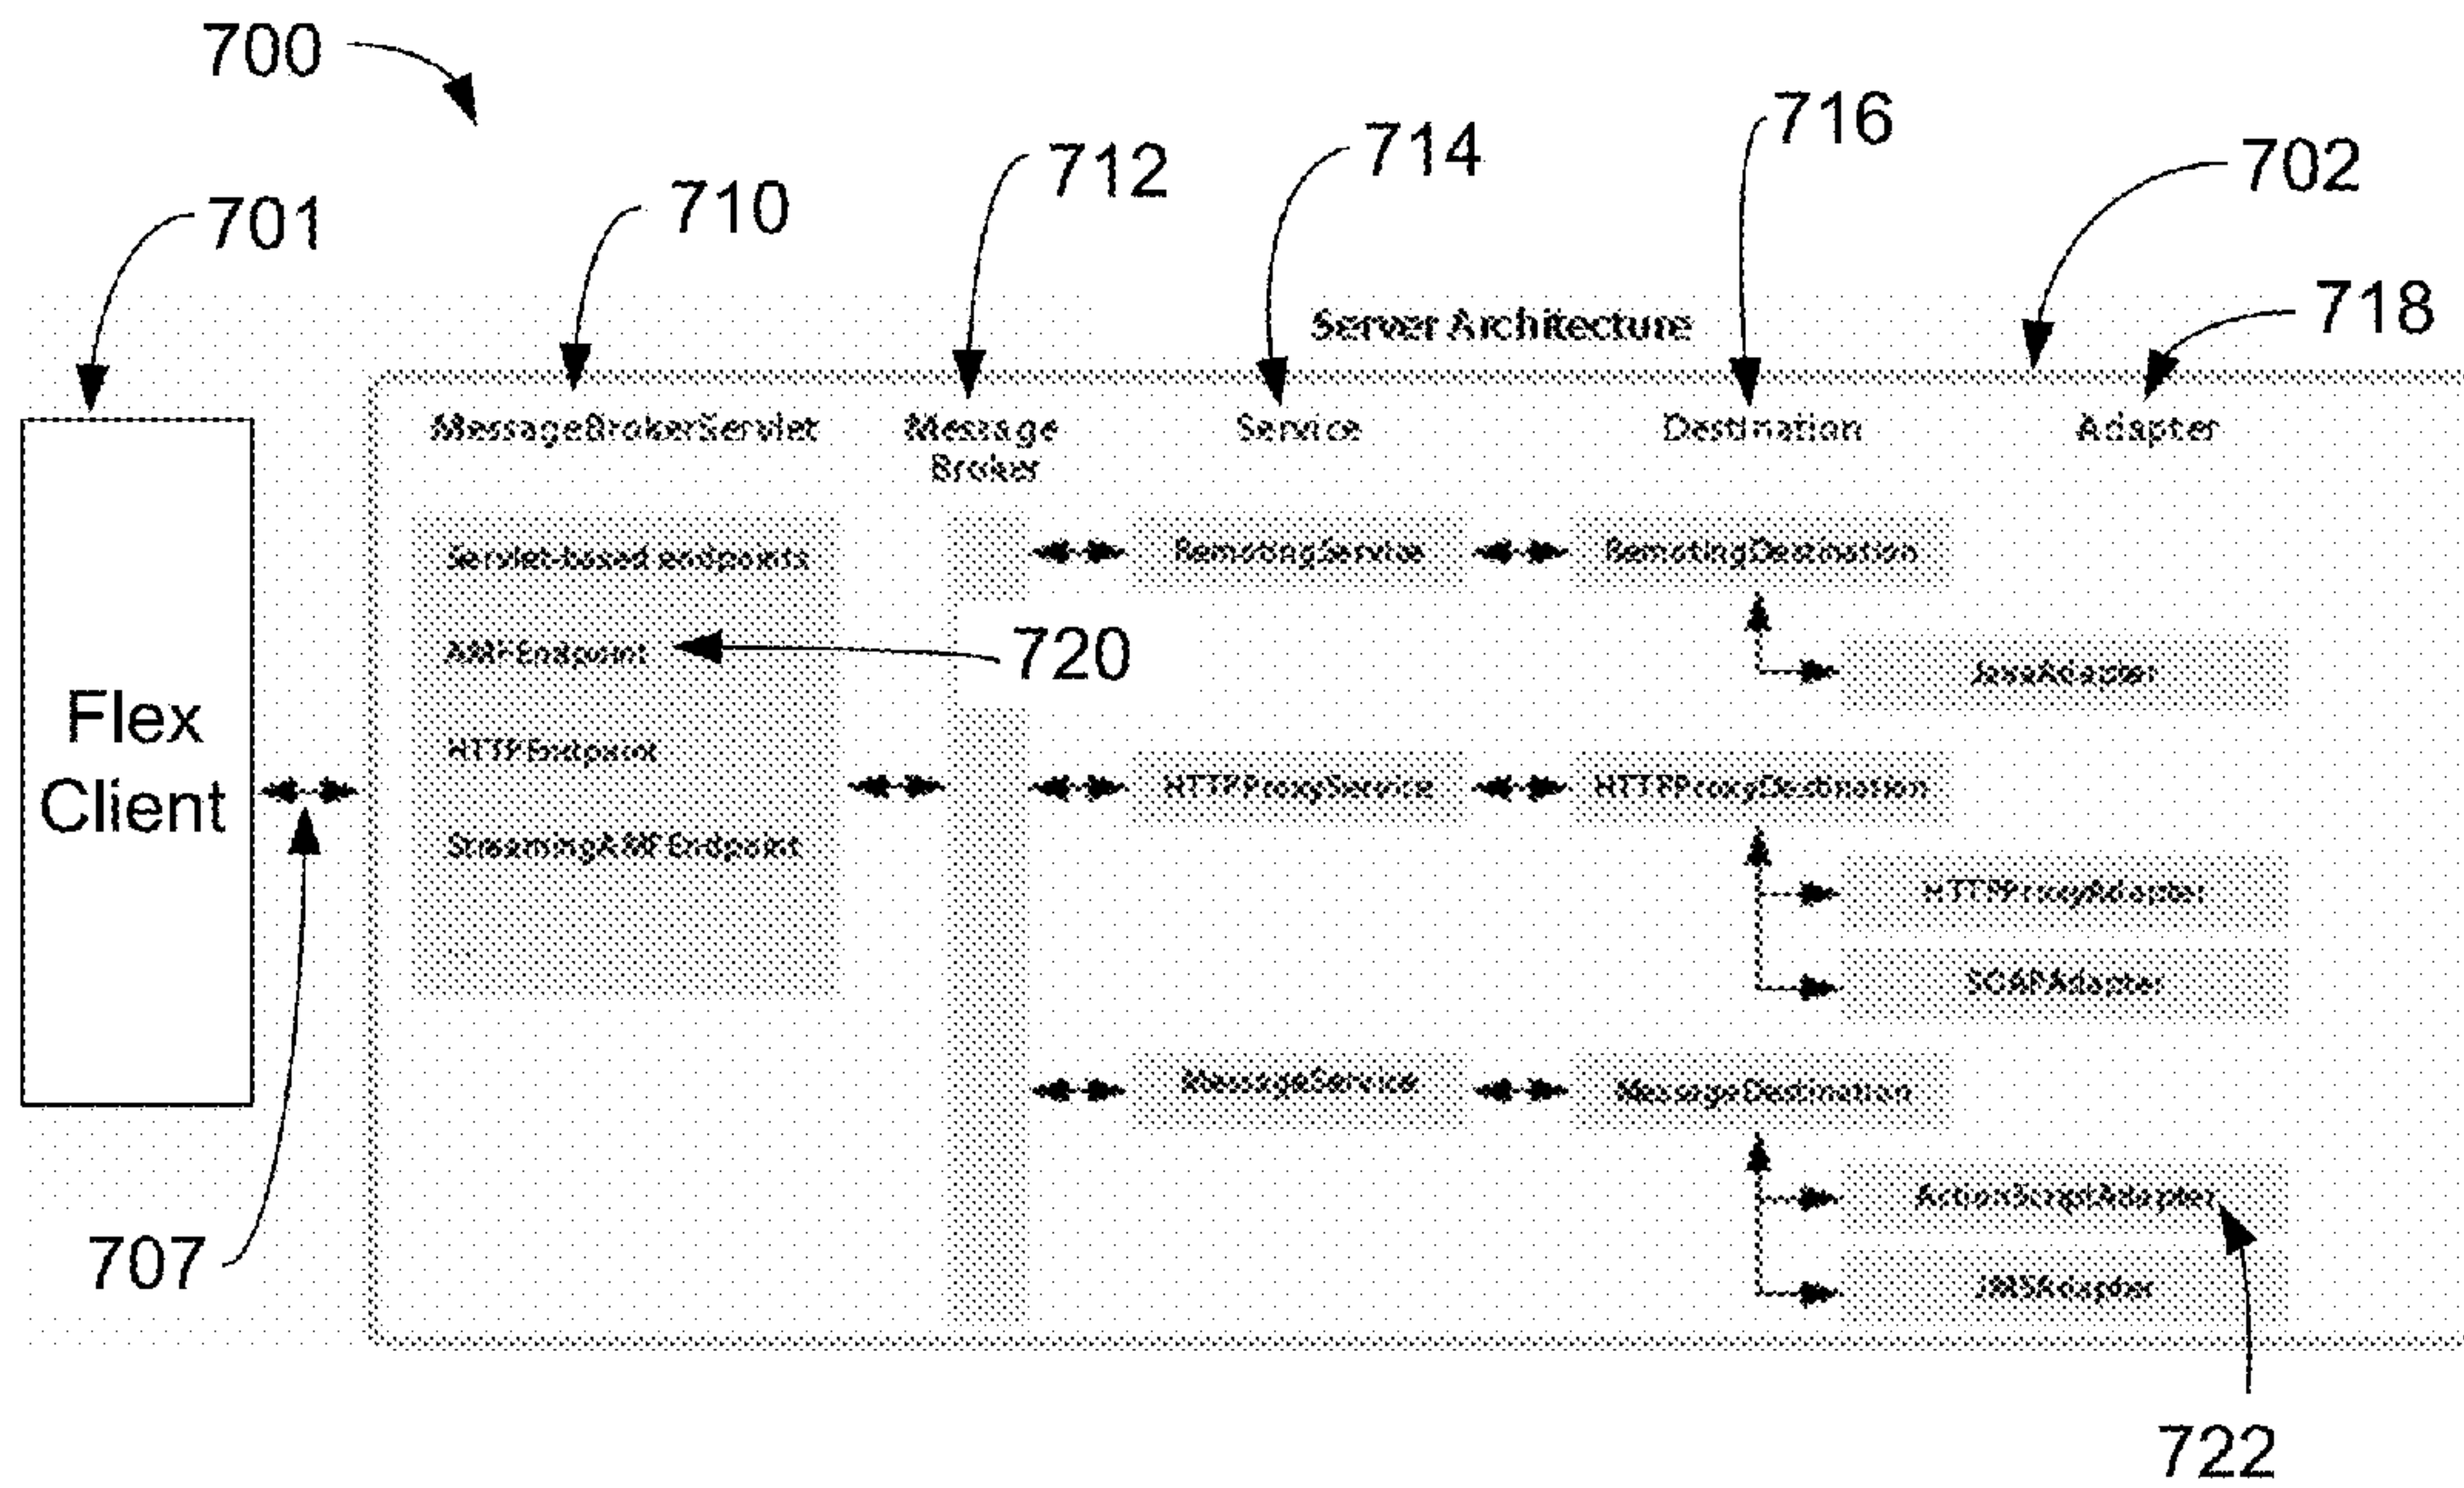 700
701
710
712
714
716
702
718
Server Architecture
MessageBrokerServlet
Message
Broker
Service
Destination
Adapter
Servlet-based endpoints
AMFEndpoint
HTTPEndpoint
StreamingAMFEndpoint
720
Flex
Client
707
RemotingService
RemotingDestination
JavaAdapter
HTTPProxyService
HTTPProxyDestination
HTTPProxyAdapter
SOAPAdapter
MessageService
MessageDestination
ActionScriptAdapter
JMSAdapter
722